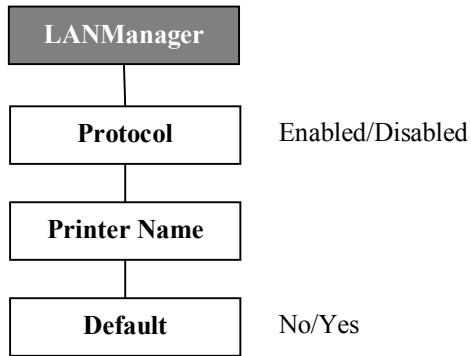 LANManager
Protocol Enabled/Disabled
Printer Name
Default No/Yes